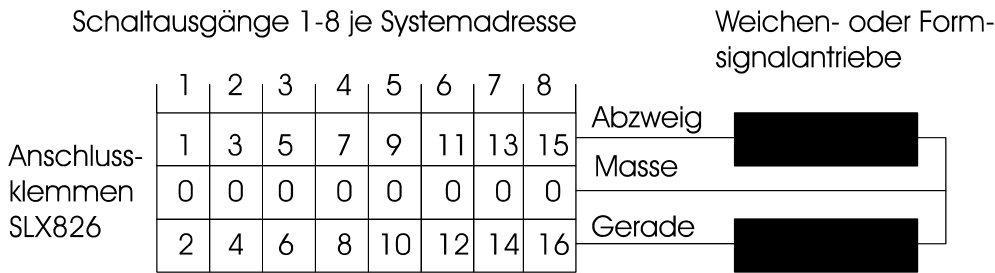 Schaltausgänge 1-8 je Systemadresse
Weichen- oder Form-
signalantriebe
1 2 3 4 5 6 7 8
Abzweig
1 3 5 7 9 11 13 15
Anschluss-
klemmen
SLX826
Masse
0 0 0 0 0 0 0 0
Gerade
2 4 6 8 10 12 14 16